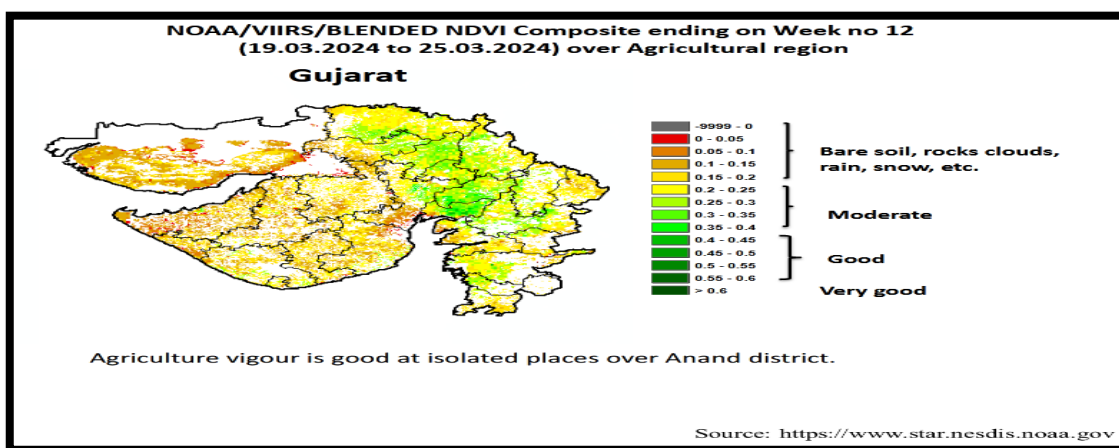 NOAA/VIIRS/BLENDED NDVI Composite ending on Week no 12
(19.03.2024 to 25.03.2024) over Agricultural region
Gujarat
-9999 - 0
0 - 0.05
0.05 - 0.1
0.1 - 0.15
0.15 - 0.2
0.2 - 0.25
0.25 - 0.3
0.3 - 0.35
0.35 - 0.4
0.4 - 0.45
0.45 - 0.5
0.5 - 0.55
0.55 - 0.6
> 0.6
Bare soil, rocks clouds,
rain, snow, etc.
Moderate
Good
Very good
Agriculture vigour is good at isolated places over Anand district.
Source: https://www.star.nesdis.noaa.gov